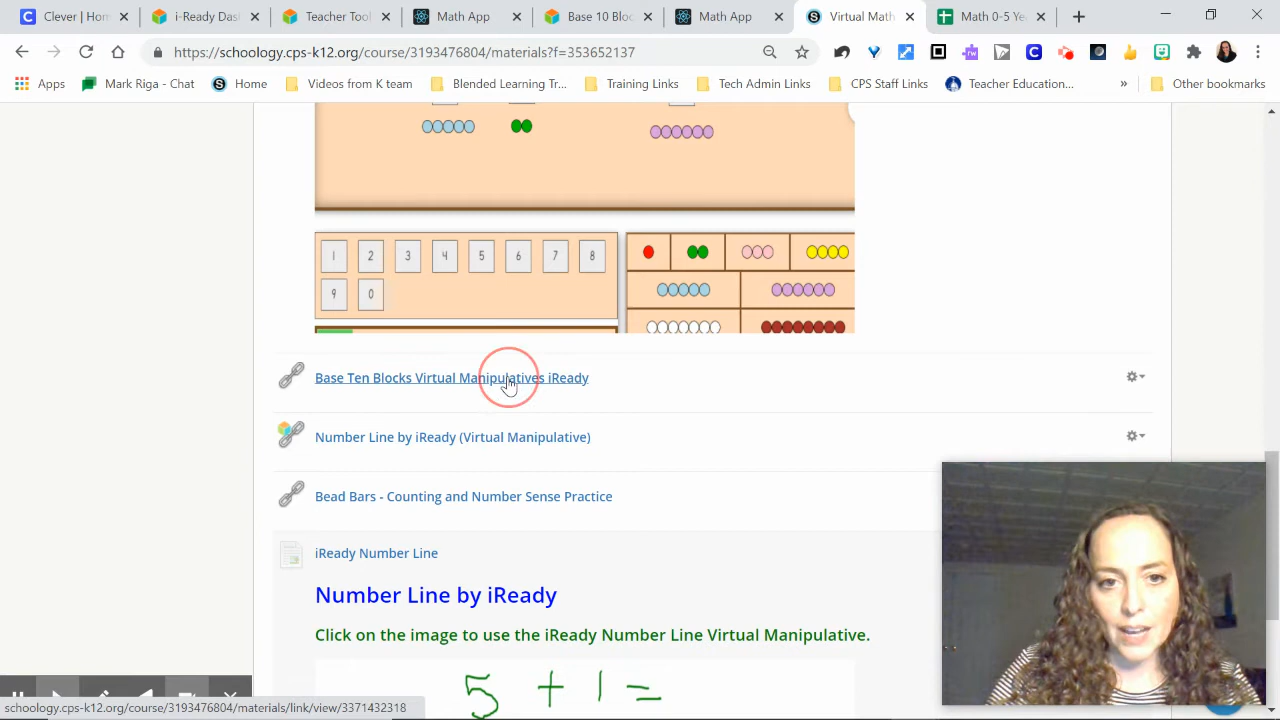 Clever | Home
i-Ready Das
Teacher Tool
Math App
Base 10 Bloc
Math App
Virtual Math
Math 0-5 Ye
https://schoology.cps-k12.org/course/3193476804/materials?f=353652137
Apps
Mark Riga - Chat
Home
Videos from K team
Blended Learning Tr...
Training Links
Tech Admin Links
CPS Staff Links
Teacher Education...
»
Other bookmarks
1 2 3 4 5 6 7 8
9 0
Base Ten Blocks Virtual Manipulatives iReady
Number Line by iReady (Virtual Manipulative)
Bead Bars - Counting and Number Sense Practice
iReady Number Line
Number Line by iReady
Click on the image to use the iReady Number Line Virtual Manipulative.
5 + 1 =
schoology.cps-k12.org/course/3193476804/materials/link/view/3371432318